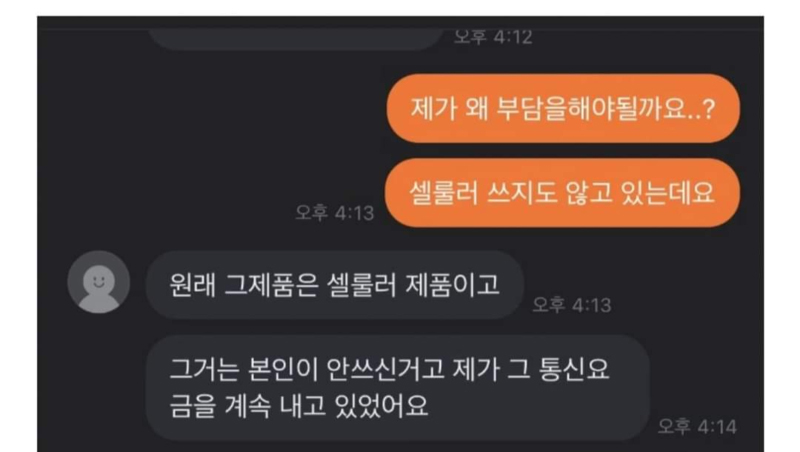 오후 4:12
제가 왜 부담을해야될까요..?
셀룰러 쓰지도 않고 있는데요
오후 4:13
원래 그제품은 셀룰러 제품이고
오후 4:13
그거는 본인이 안쓰신거고 제가 그 통신요
금을 계속 내고 있었어요
오후 4:14